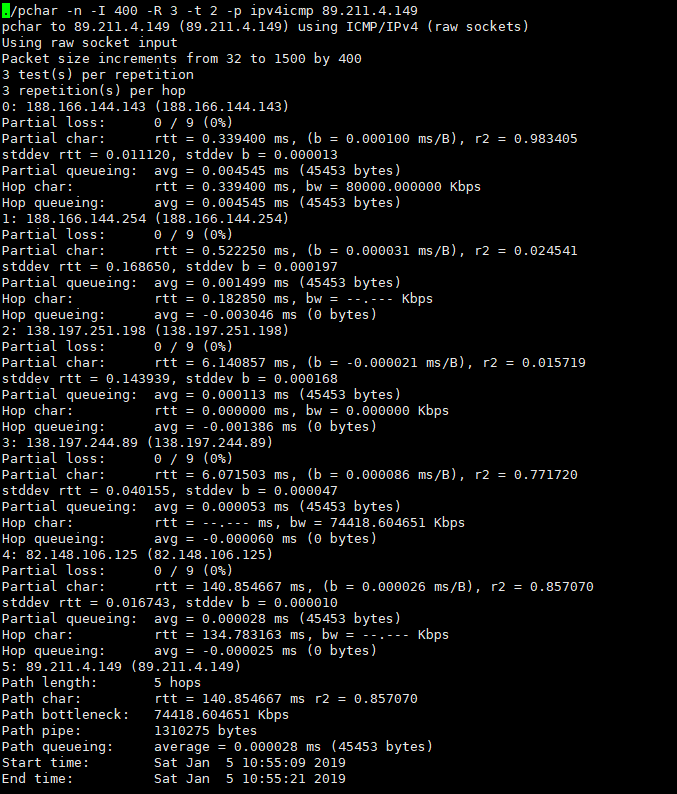 ./pchar -n -I 400 -R 3 -t 2 -p ipv4icmp 89.211.4.149
pchar to 89.211.4.149 (89.211.4.149) using ICMP/IPv4 (raw sockets)
Using raw socket input
Packet size increments from 32 to 1500 by 400
3 test(s) per repetition
3 repetition(s) per hop
0: 188.166.144.143 (188.166.144.143)
Partial loss:      0 / 9 (0%)
Partial char:      rtt = 0.339400 ms, (b = 0.000100 ms/B), r2 = 0.983405
stddev rtt = 0.011120, stddev b = 0.000013
Partial queueing:  avg = 0.004545 ms (45453 bytes)
Hop char:          rtt = 0.339400 ms, bw = 80000.000000 Kbps
Hop queueing:      avg = 0.004545 ms (45453 bytes)
1: 188.166.144.254 (188.166.144.254)
Partial loss:      0 / 9 (0%)
Partial char:      rtt = 0.522250 ms, (b = 0.000031 ms/B), r2 = 0.024541
stddev rtt = 0.168650, stddev b = 0.000197
Partial queueing:  avg = 0.001499 ms (45453 bytes)
Hop char:          rtt = 0.182850 ms, bw = --.--- Kbps
Hop queueing:      avg = -0.003046 ms (0 bytes)
2: 138.197.251.198 (138.197.251.198)
Partial loss:      0 / 9 (0%)
Partial char:      rtt = 6.140857 ms, (b = -0.000021 ms/B), r2 = 0.015719
stddev rtt = 0.143939, stddev b = 0.000168
Partial queueing:  avg = 0.000113 ms (45453 bytes)
Hop char:          rtt = 0.000000 ms, bw = 0.000000 Kbps
Hop queueing:      avg = -0.001386 ms (0 bytes)
3: 138.197.244.89 (138.197.244.89)
Partial loss:      0 / 9 (0%)
Partial char:      rtt = 6.071503 ms, (b = 0.000086 ms/B), r2 = 0.771720
stddev rtt = 0.040155, stddev b = 0.000047
Partial queueing:  avg = 0.000053 ms (45453 bytes)
Hop char:          rtt = --.--- ms, bw = 74418.604651 Kbps
Hop queueing:      avg = -0.000060 ms (0 bytes)
4: 82.148.106.125 (82.148.106.125)
Partial loss:      0 / 9 (0%)
Partial char:      rtt = 140.854667 ms, (b = 0.000026 ms/B), r2 = 0.857070
stddev rtt = 0.016743, stddev b = 0.000010
Partial queueing:  avg = 0.000028 ms (45453 bytes)
Hop char:          rtt = 134.783163 ms, bw = --.--- Kbps
Hop queueing:      avg = -0.000025 ms (0 bytes)
5: 89.211.4.149 (89.211.4.149)
Path length:       5 hops
Path char:         rtt = 140.854667 ms r2 = 0.857070
Path bottleneck:   74418.604651 Kbps
Path pipe:         1310275 bytes
Path queueing:     average = 0.000028 ms (45453 bytes)
Start time:        Sat Jan  5 10:55:09 2019
End time:          Sat Jan  5 10:55:21 2019